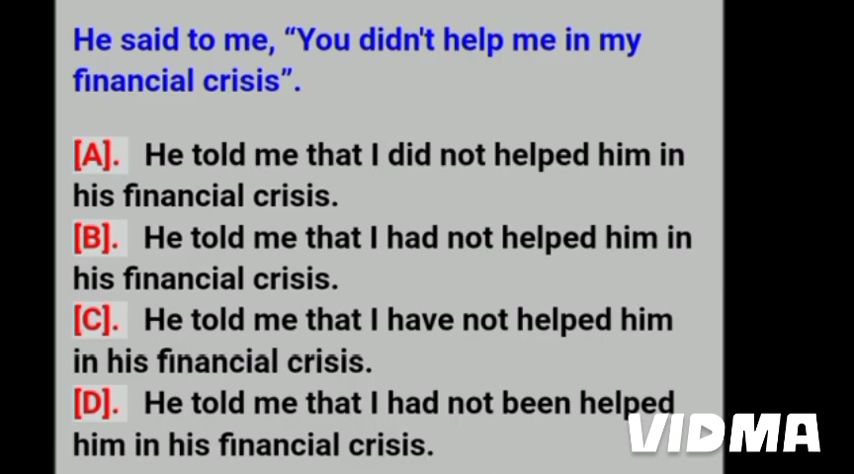 He said to me, “You didn't help me in my
financial crisis”.
[A]. He told me that I did not helped him in
his financial crisis.
[B]. He told me that I had not helped him in
his financial crisis.
[C]. He told me that I have not helped him
in his financial crisis.
[D]. He told me that I had not been helped
him in his financial crisis.
VIDMA